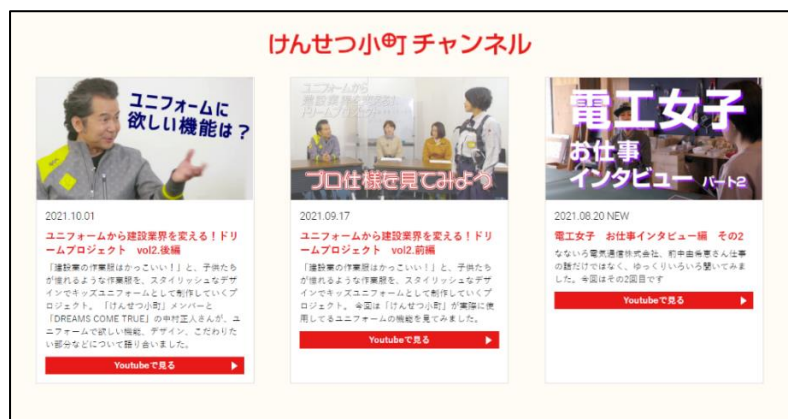 けんせつ小町チャンネル
ユニフォームに
欲しい機能は？
2021.10.01
ユニフォームから建設業界を変える！ドリ
ームプロジェクト　vol2.後編
「建設業の作業服はかっこいい！」と、子供たち
が憧れるような作業服を、スタイリッシュなデザ
インでキッズユニフォームとして制作していくプ
ロジェクト。「けんせつ小町」メンバーと
「DREAMS COME TRUE」の中村正人さんが、ユ
ニフォームで欲しい機能、デザイン、こだわりた
い部分などについて語り合いました。
Youtubeで見る
ユニフォームから
建設業界を変える！
ドリームプロジェクト
プロ仕様を見てみよう
2021.09.17
ユニフォームから建設業界を変える！ドリ
ームプロジェクト　vol2.前編
「建設業の作業服はかっこいい！」と、子供たち
が憧れるような作業服を、スタイリッシュなデザ
インでキッズユニフォームとして制作していくプ
ロジェクト。 今回は「けんせつ小町」が実際に使
用してるユニフォームの機能を見てみました。
Youtubeで見る
電工女子
お仕事
インタビュー パート2
2021.08.20 NEW
電工女子　お仕事インタビュー編　その2
なないろ電気通信株式会社、前中由希恵さん仕事
の話だけではなく、ゆっくりいろいろ聞いてみま
した。今回はその2回目です
Youtubeで見る